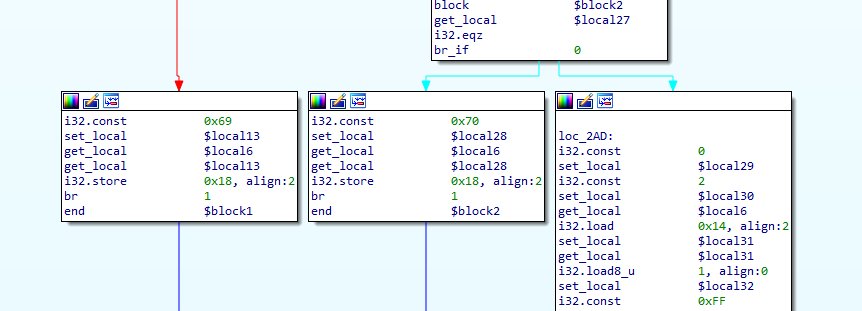 block $block2
get_local $local27
i32.eqz
br_if 0
i32.const 0x69
set_local $local13
get_local $local6
get_local $local13
i32.store 0x18, align:2
br 1
end $block1
i32.const 0x70
set_local $local28
get_local $local6
get_local $local28
i32.store 0x18, align:2
br 1
end $block2
loc_2AD:
i32.const 0
set_local $local29
i32.const 2
set_local $local30
get_local $local6
i32.load 0x14, align:2
set_local $local31
get_local $local31
i32.load8_u 1, align:0
set_local $local32
i32.const 0xFF